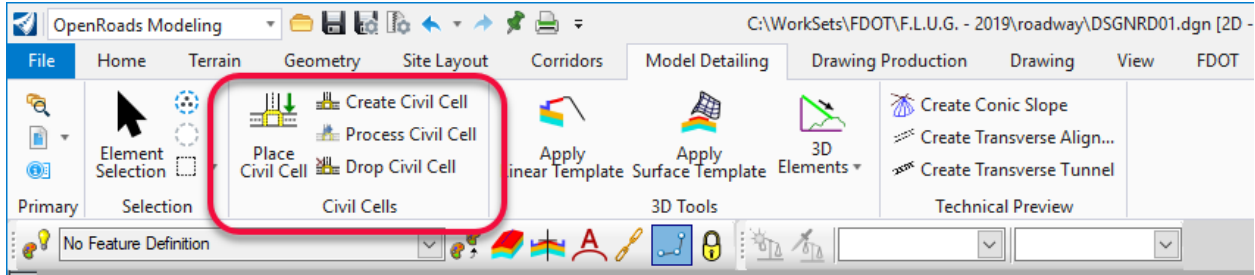 OpenRoads Modeling
C:\WorkSets\FDOT\F.L.U.G. - 2019\roadway\DSGNRD01.dgn [2D -
File Home Terrain Geometry Site Layout Corridors Model Detailing Drawing Production Drawing View FDOT
Element
Selection
Place
Civil Cell
Create Civil Cell
Process Civil Cell
Drop Civil Cell
Apply
Linear Template
Apply
Surface Template
3D
Elements
Create Conic Slope
Create Transverse Align...
Create Transverse Tunnel
Primary Selection Civil Cells 3D Tools Technical Preview
No Feature Definition
A